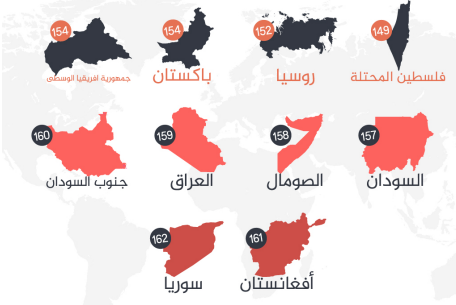 149
فلسطين المحتلة
152
روسيا
154
باكستان
154
جمهورية افريقيا الوسطى
157
السودان
158
الصومال
159
العراق
160
جنوب السودان
161
أفغانستان
162
سوريا